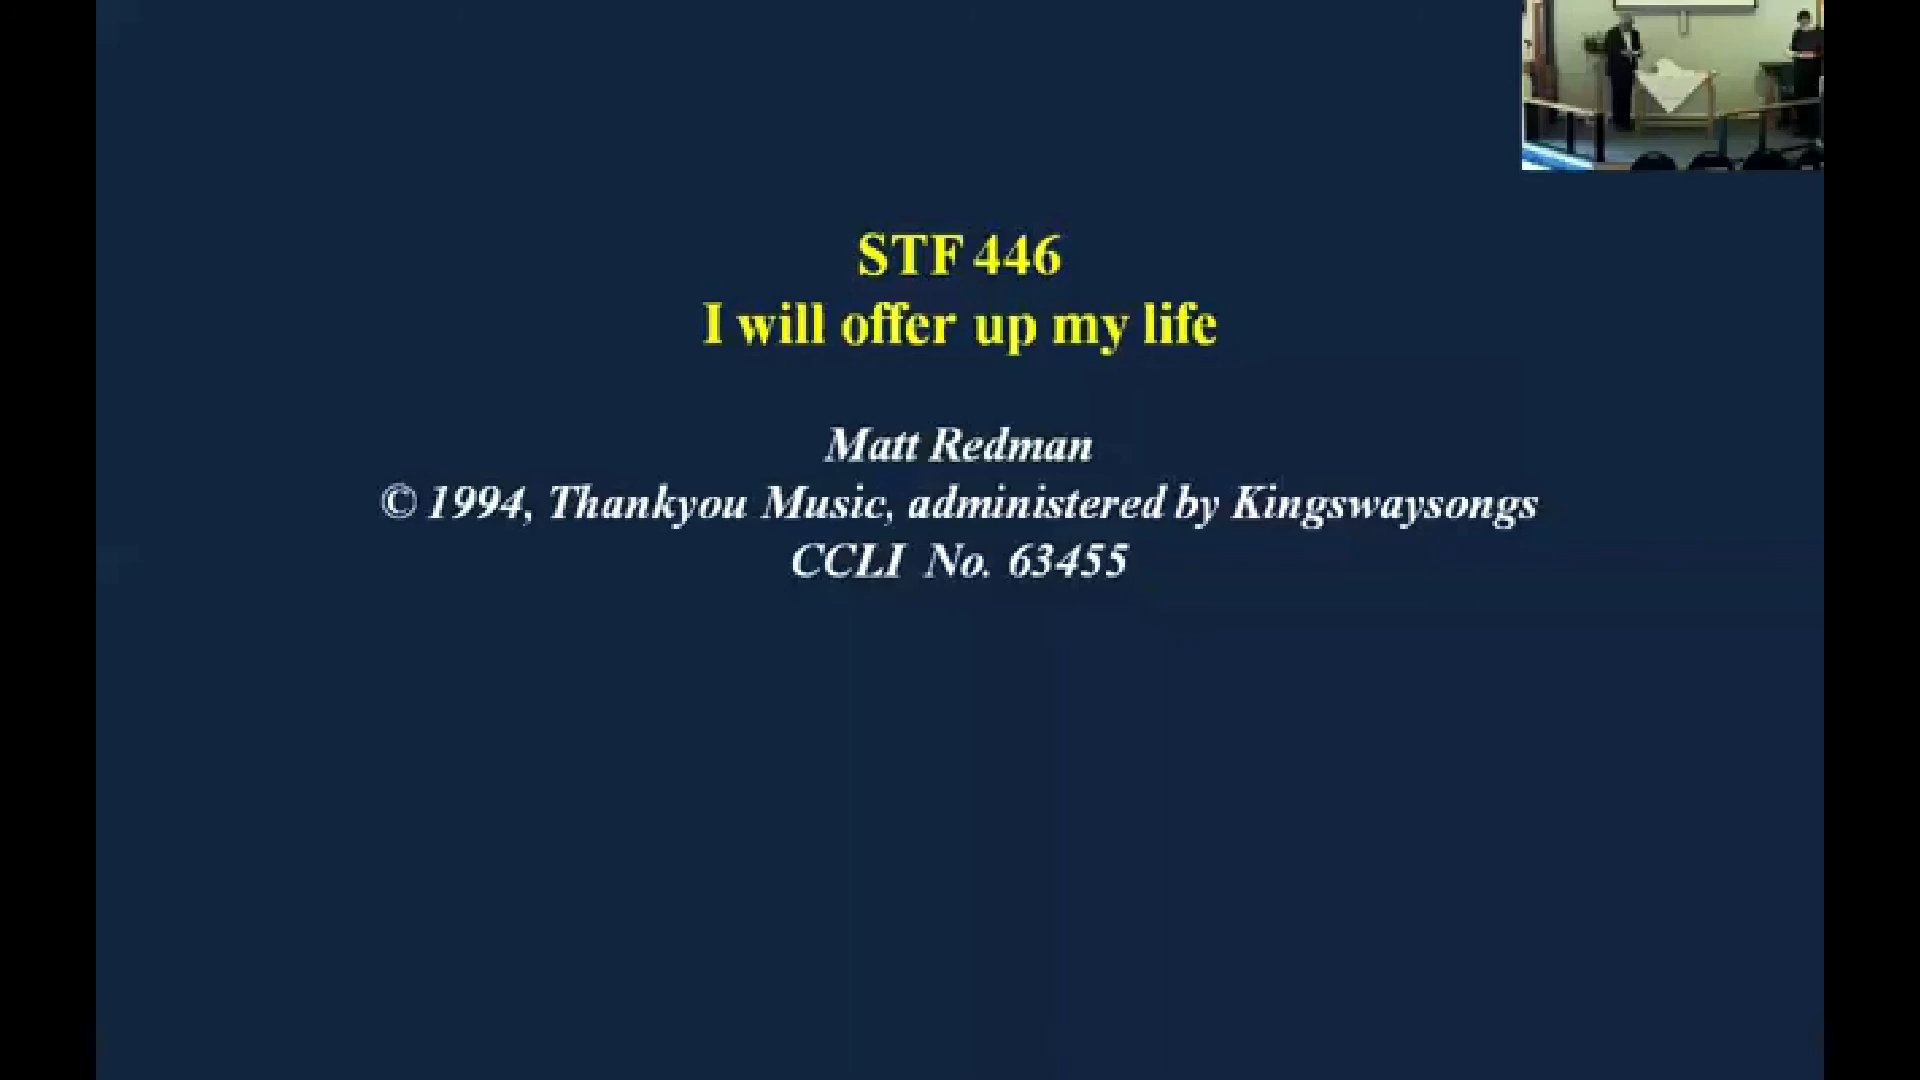 STF 446
I will offer up my life
Matt Redman
© 1994, Thankyou Music, administered by Kingswaysongs
CCLI No. 63455